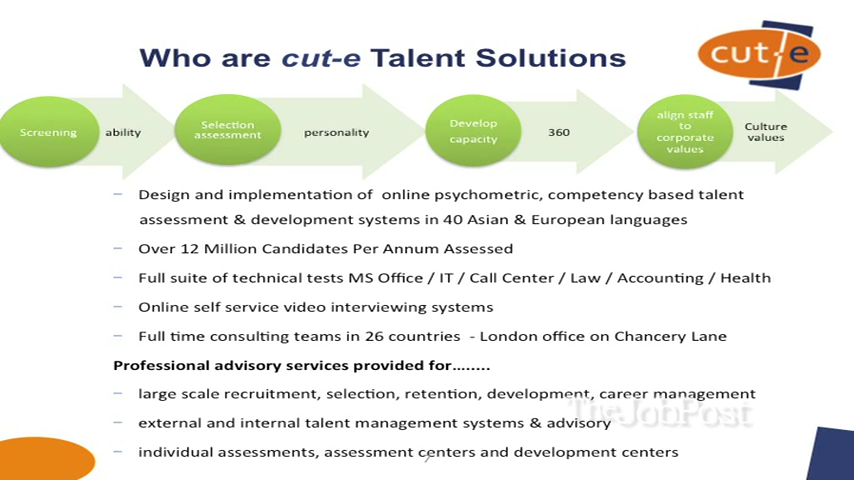 Who are cut-e Talent Solutions
cut-e
Screening
ability
Selection
assessment
personality
Develop
capacity
360
align staff
to
corporate
values
Culture
values
– Design and implementation of online psychometric, competency based talent
assessment & development systems in 40 Asian & European languages
– Over 12 Million Candidates Per Annum Assessed
– Full suite of technical tests MS Office / IT / Call Center / Law / Accounting / Health
– Online self service video interviewing systems
– Full time consulting teams in 26 countries - London office on Chancery Lane
Professional advisory services provided for........
– large scale recruitment, selection, retention, development, career management
TheJobPost
– external and internal talent management systems & advisory
– individual assessments, assessment centers and development centers